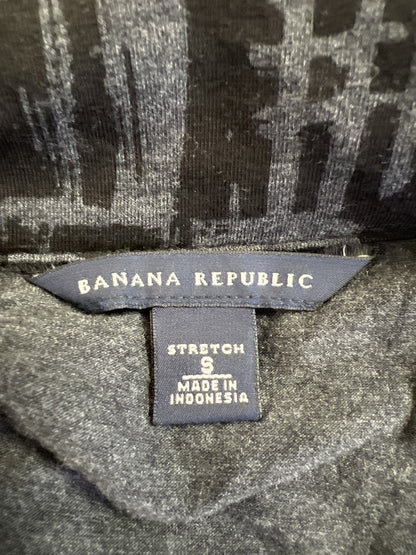 BANANA REPUBLIC
STRETCH
S
MADE IN
INDONESIA